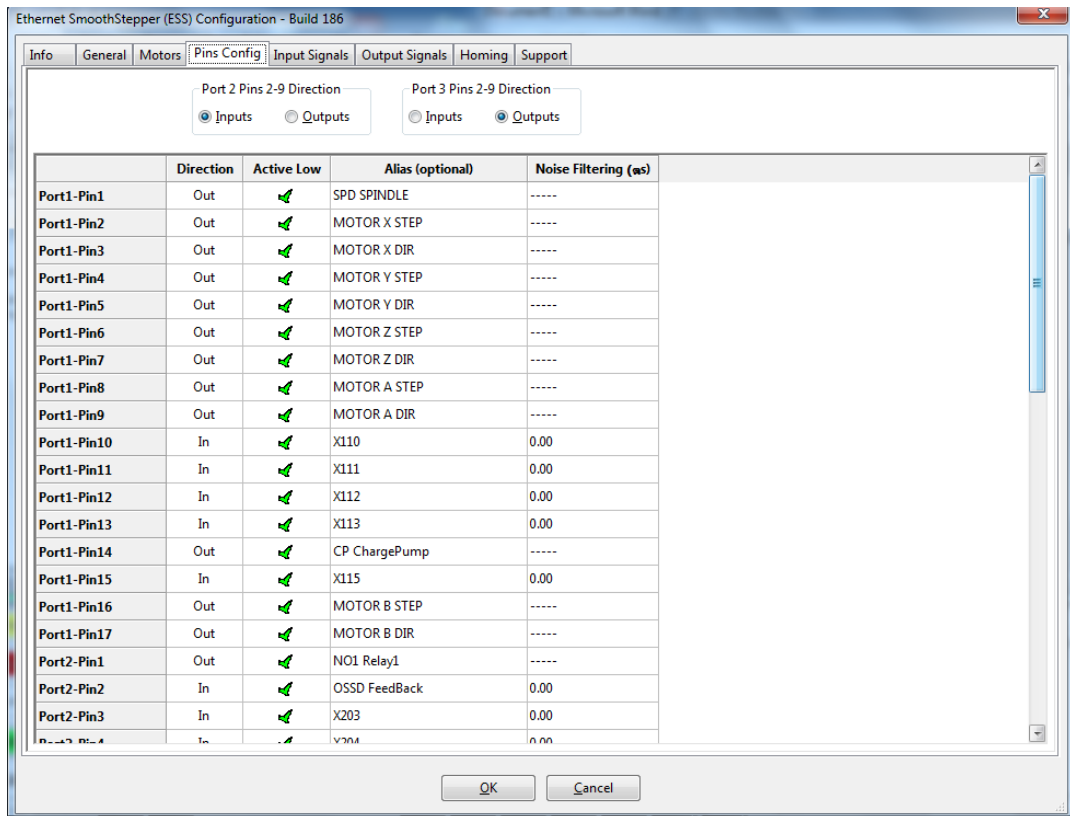 Ethernet SmoothStepper (ESS) Configuration - Build 186
Info General Motors Pins Config Input Signals Output Signals Homing Support
Port 2 Pins 2-9 Direction Port 3 Pins 2-9 Direction
Inputs Outputs Inputs Outputs
Direction Active Low Alias (optional) Noise Filtering (㎲)
Port1-Pin1 Out SPD SPINDLE -----
Port1-Pin2 Out MOTOR X STEP -----
Port1-Pin3 Out MOTOR X DIR -----
Port1-Pin4 Out MOTOR Y STEP -----
Port1-Pin5 Out MOTOR Y DIR -----
Port1-Pin6 Out MOTOR Z STEP -----
Port1-Pin7 Out MOTOR Z DIR -----
Port1-Pin8 Out MOTOR A STEP -----
Port1-Pin9 Out MOTOR A DIR -----
Port1-Pin10 In X110 0.00
Port1-Pin11 In X111 0.00
Port1-Pin12 In X112 0.00
Port1-Pin13 In X113 0.00
Port1-Pin14 Out CP ChargePump -----
Port1-Pin15 In X115 0.00
Port1-Pin16 Out MOTOR B STEP -----
Port1-Pin17 Out MOTOR B DIR -----
Port2-Pin1 Out NO1 Relay1 -----
Port2-Pin2 In OSSD FeedBack 0.00
Port2-Pin3 In X203 0.00
Port2-Pin4 In X204 0.00
OK Cancel